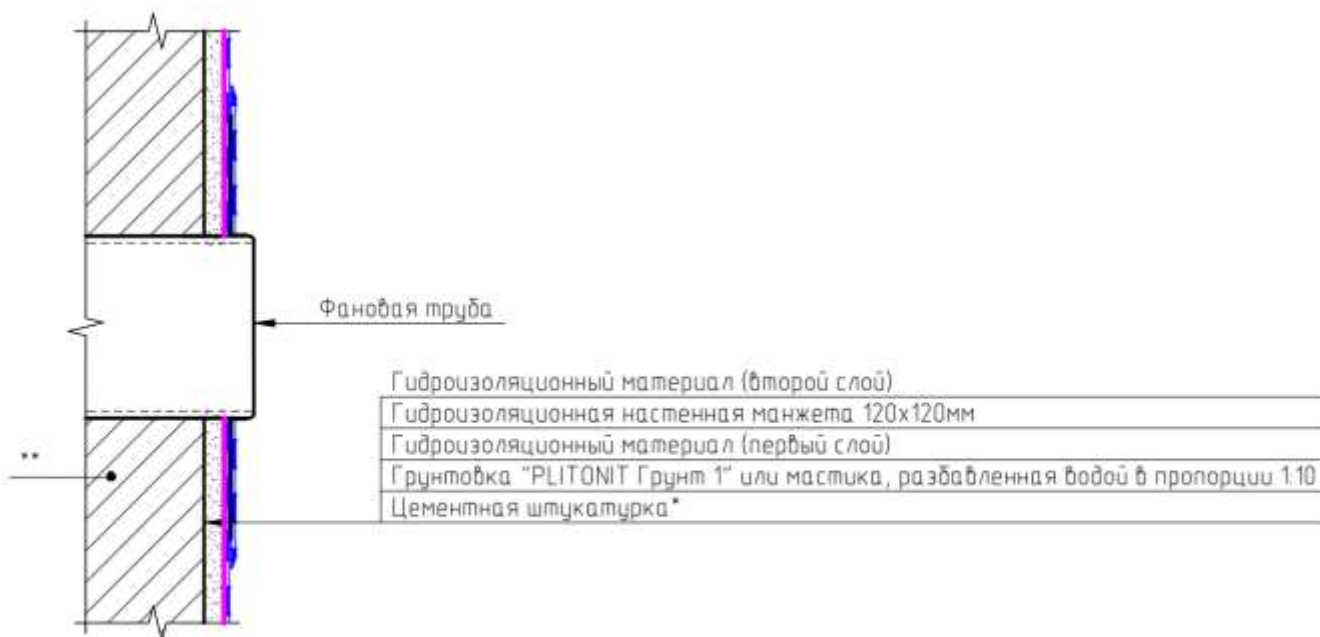 Фановая труба
Гидроизоляционный материал (второй слой)
Гидроизоляционная настенная манжета 120х120мм
Гидроизоляционный материал (первый слой)
Грунтовка "PLITONIT Грунт 1" или мастика, разбавленная водой в пропорции 1:10
**
Цементная штукатурка*